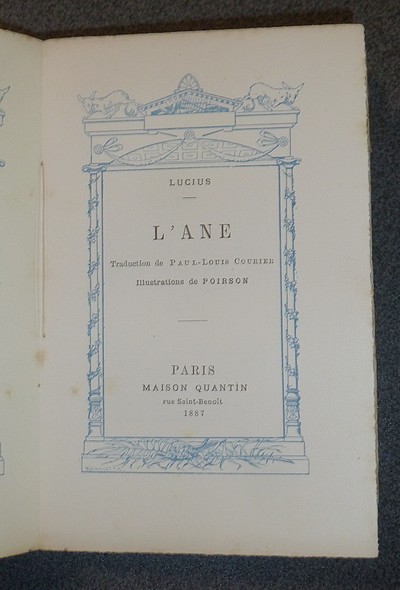 LUCIUS
L'ANE
Traduction de PAUL-LOUIS COURIER
Illustrations de POIRSON
PARIS
MAISON QUANTIN
rue Saint-Benoît
1887